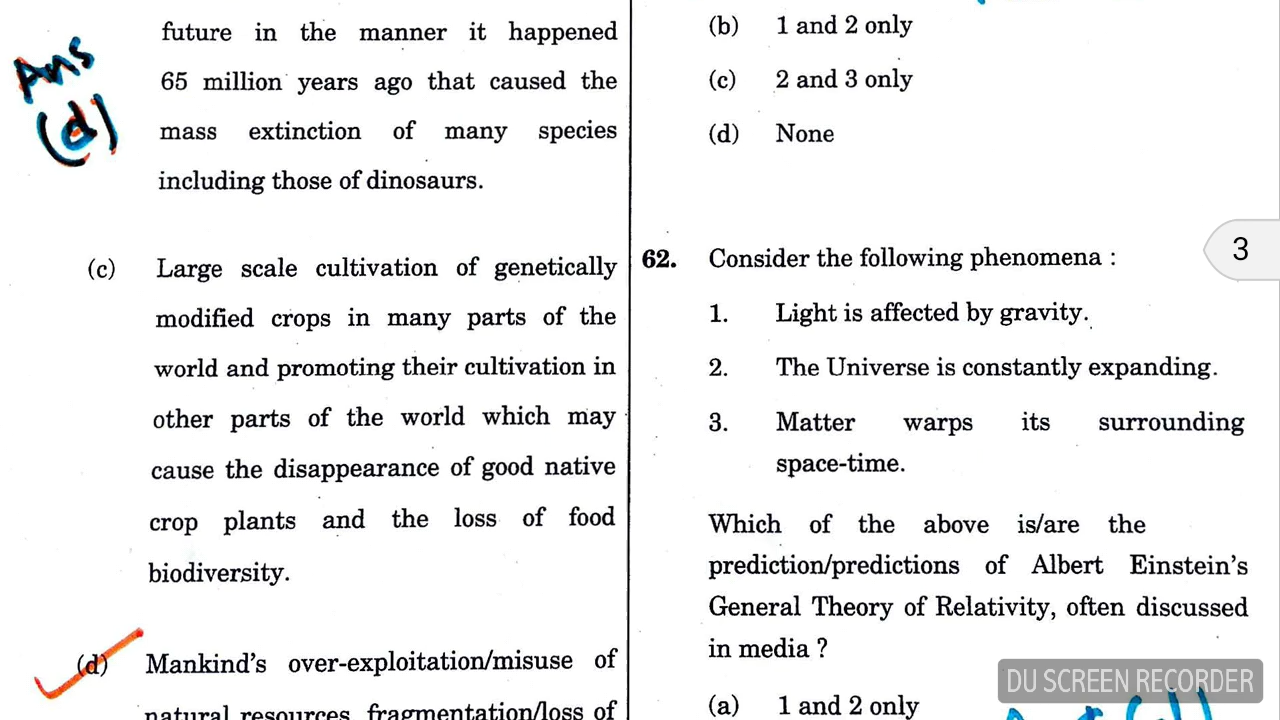 Ans
(d)
future in the manner it happened
65 million years ago that caused the
mass extinction of many species
including those of dinosaurs.
(c) Large scale cultivation of genetically
modified crops in many parts of the
world and promoting their cultivation in
other parts of the world which may
cause the disappearance of good native
crop plants and the loss of food
biodiversity.
(d) Mankind's over-exploitation/misuse of
natural resources, fragmentation/loss of
(b) 1 and 2 only
(c) 2 and 3 only
(d) None
62. Consider the following phenomena :
1. Light is affected by gravity.
2. The Universe is constantly expanding.
3. Matter warps its surrounding
space-time.
Which of the above is/are the
prediction/predictions of Albert Einstein's
General Theory of Relativity, often discussed
in media ?
(a) 1 and 2 only
3
DU SCREEN RECORDER